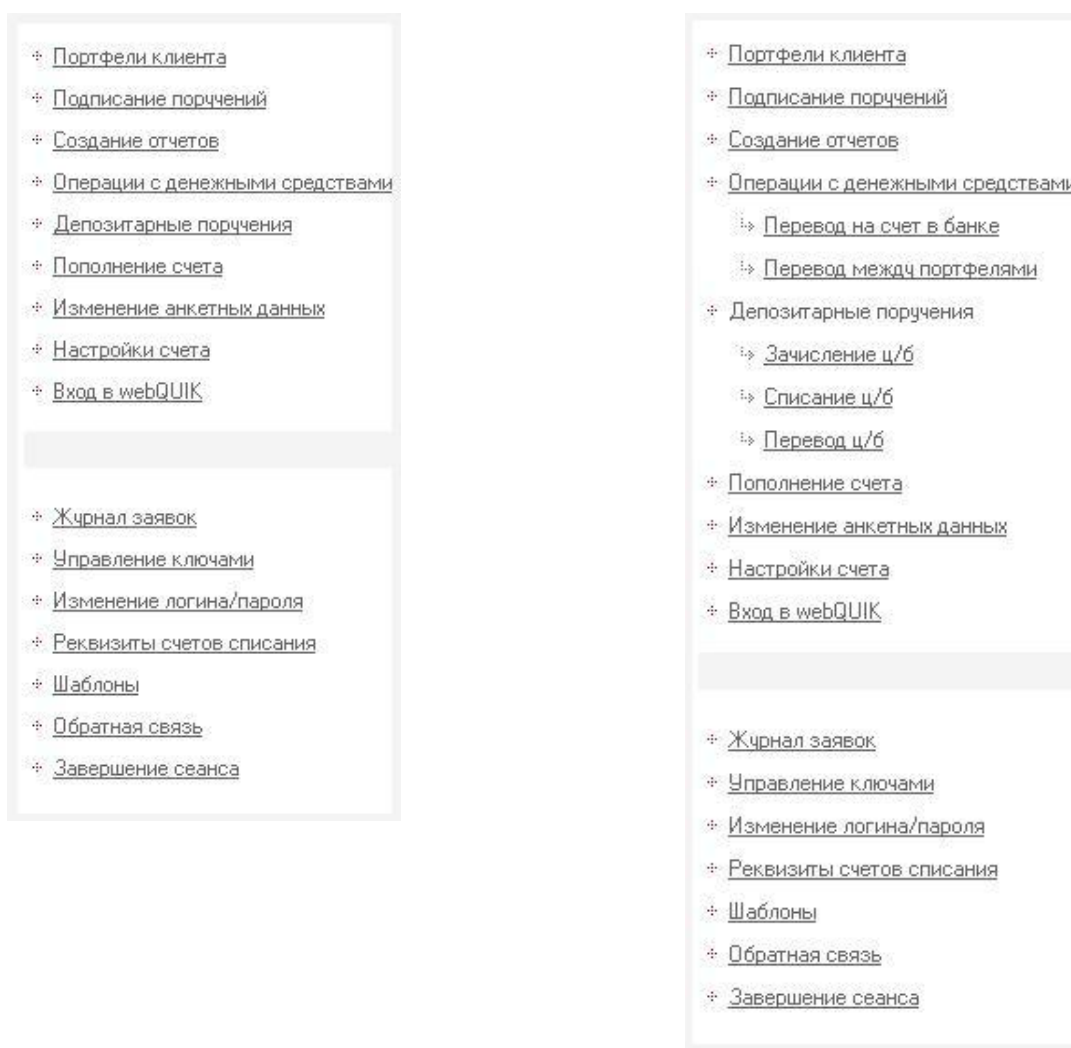 Портфели клиента
Подписание поручений
Создание отчетов
Операции с денежными средствами
Депозитарные поручения
Пополнение счета
Изменение анкетных данных
Настройки счета
Вход в webQUIK
Журнал заявок
Управление ключами
Изменение логина/пароля
Реквизиты счетов списания
Шаблоны
Обратная связь
Завершение сеанса
Портфели клиента
Подписание поручений
Создание отчетов
Операции с денежными средствами
Перевод на счет в банке
Перевод между портфелями
Депозитарные поручения
Зачисление ц/б
Списание ц/б
Перевод ц/б
Пополнение счета
Изменение анкетных данных
Настройки счета
Вход в webQUIK
Журнал заявок
Управление ключами
Изменение логина/пароля
Реквизиты счетов списания
Шаблоны
Обратная связь
Завершение сеанса